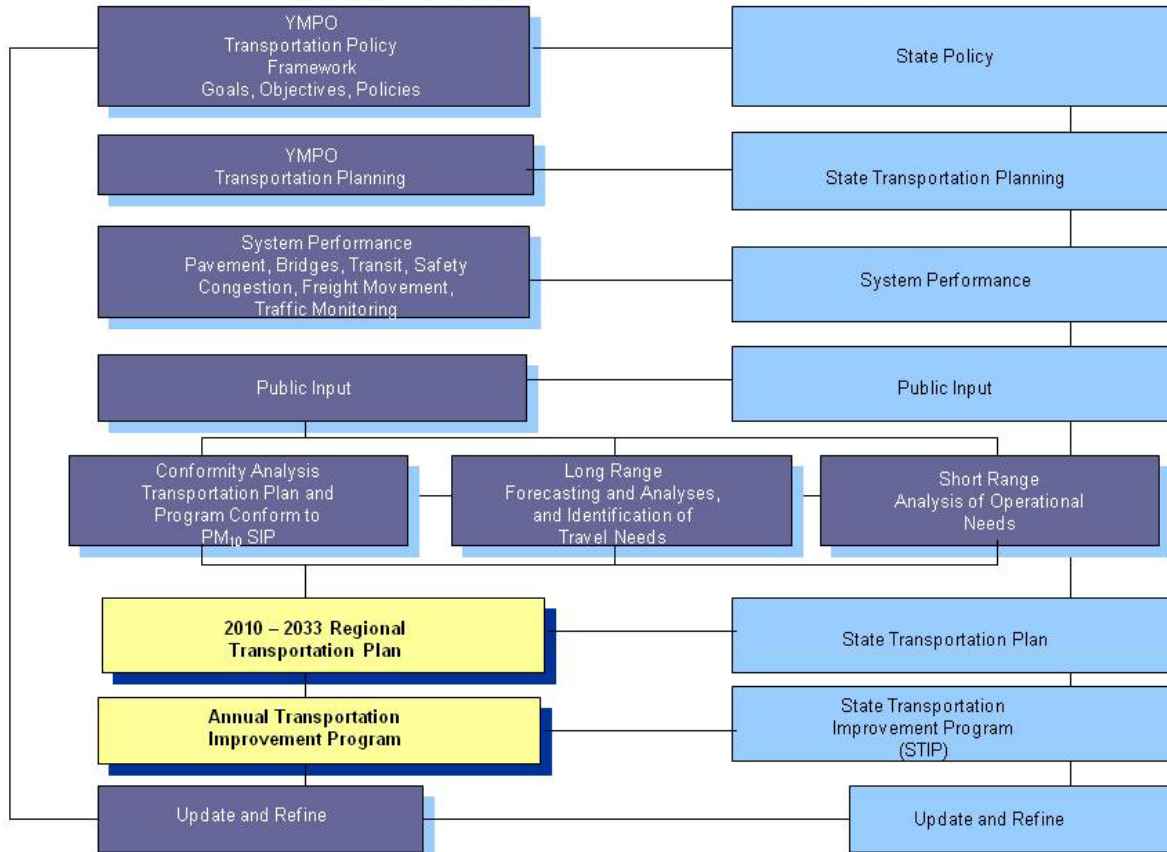 YMPO
Transportation Policy
Framework
Goals, Objectives, Policies
State Policy
YMPO
Transportation Planning
State Transportation Planning
System Performance
Pavement, Bridges, Transit, Safety
Congestion, Freight Movement,
Traffic Monitoring
System Performance
Public Input
Public Input
Conformity Analysis
Transportation Plan and
Program Conform to
PM₁₀ SIP
Long Range
Forecasting and Analyses,
and Identification of
Travel Needs
Short Range
Analysis of Operational
Needs
2010 – 2033 Regional
Transportation Plan
State Transportation Plan
Annual Transportation
Improvement Program
State Transportation
Improvement Program
(STIP)
Update and Refine
Update and Refine